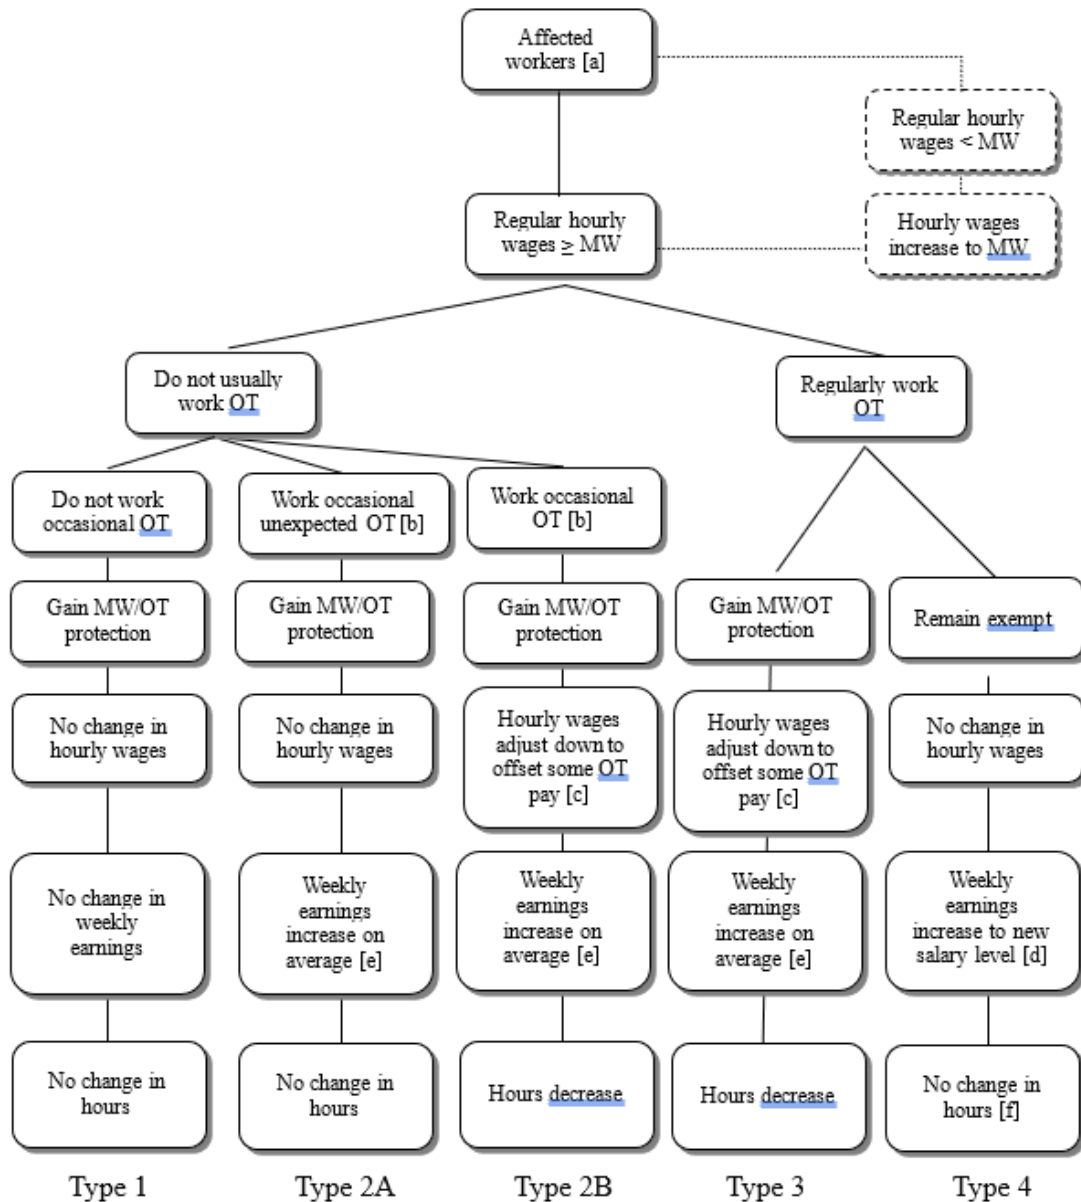 Affected
workers [a]
Regular hourly
wages < MW
Regular hourly
wages ≥ MW
Hourly wages
increase to MW
Do not usually
work OT
Regularly work
OT
Do not work
occasional OT
Work occasional
unexpected OT [b]
Work occasional
OT [b]
Gain MW/OT
protection
Gain MW/OT
protection
Gain MW/OT
protection
Gain MW/OT
protection
Remain exempt
No change in
hourly wages
No change in
hourly wages
Hourly wages
adjust down to
offset some OT
pay [c]
Hourly wages
adjust down to
offset some OT
pay [c]
No change in
hourly wages
No change in
weekly
earnings
Weekly
earnings
increase on
average [e]
Weekly
earnings
increase on
average [e]
Weekly
earnings
increase on
average [e]
Weekly
earnings
increase to new
salary level [d]
No change in
hours
No change in
hours
Hours decrease
Hours decrease
No change in
hours [f]
Type 1
Type 2A
Type 2B
Type 3
Type 4